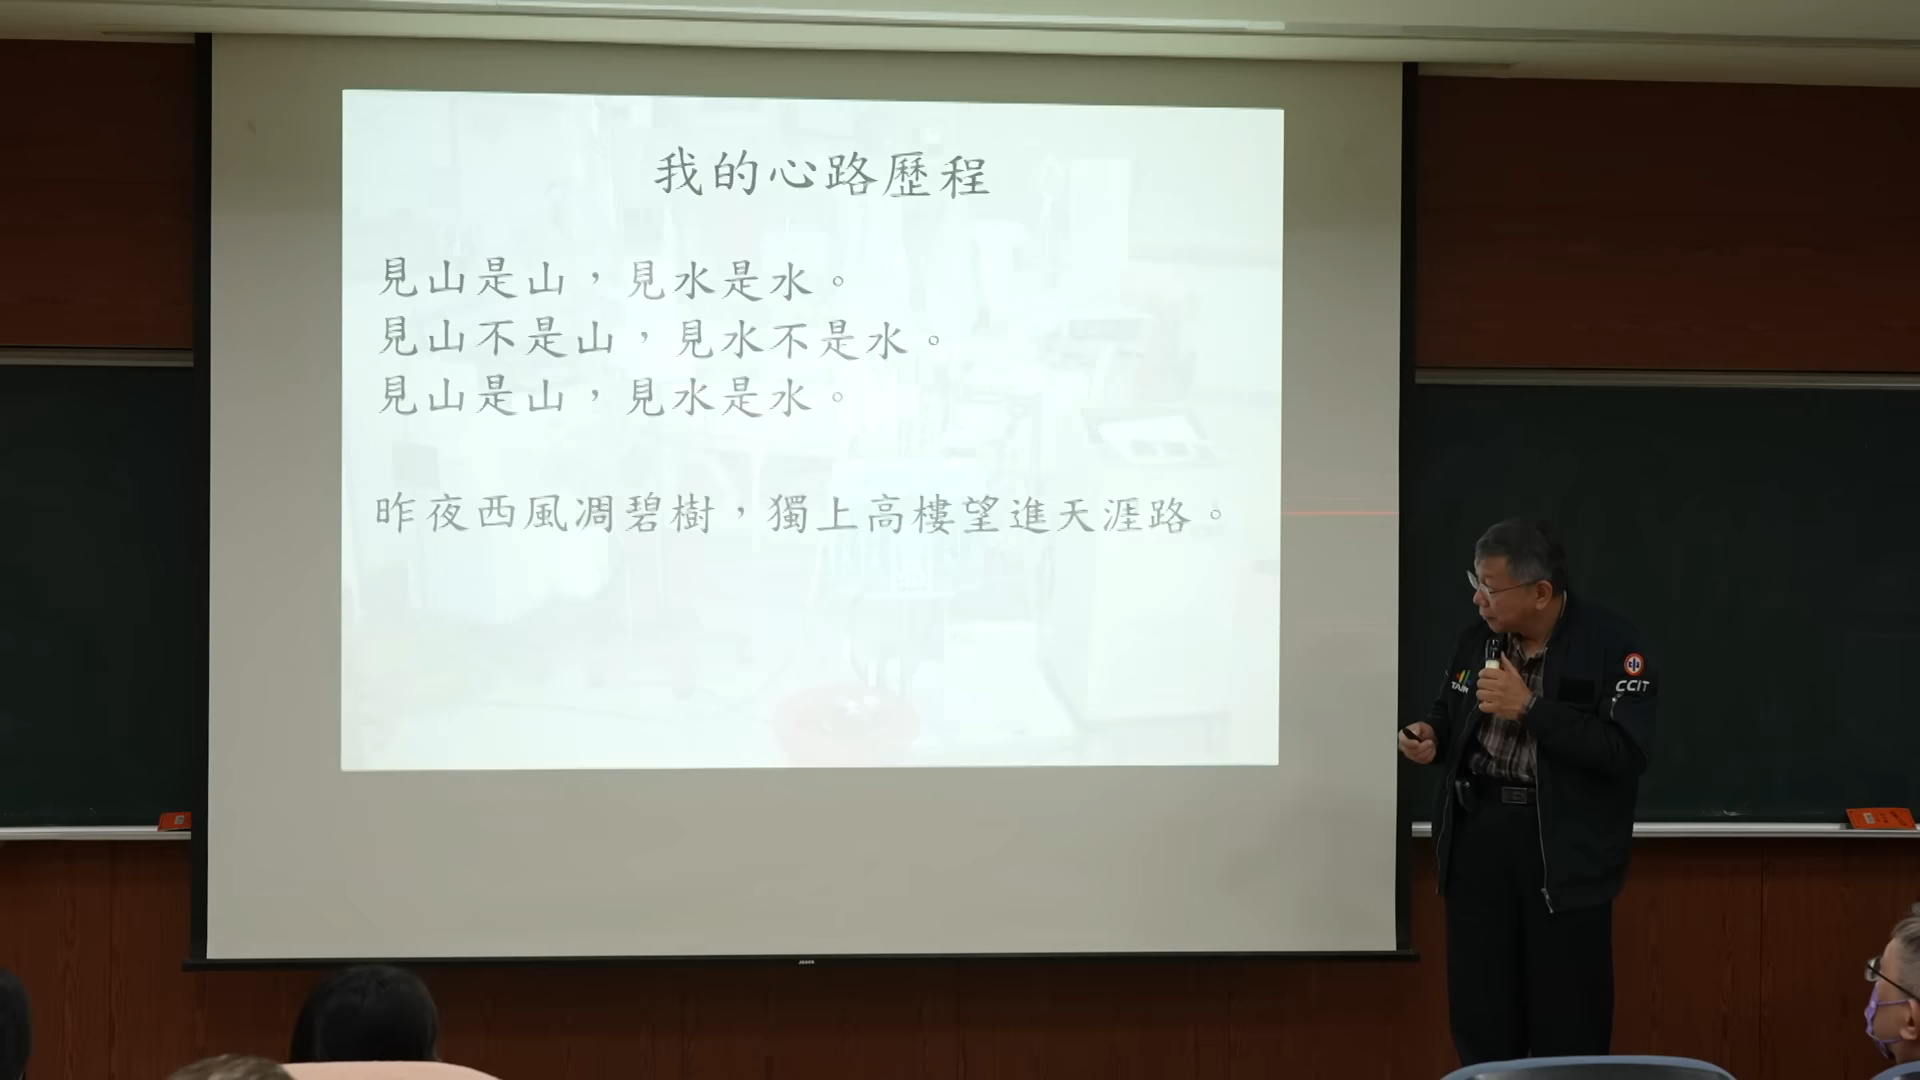 我的心路歷程
見山是山，見水是水。
見山不是山，見水不是水。
見山是山，見水是水。
昨夜西風凋碧樹，獨上高樓望進天涯路。
CCIT